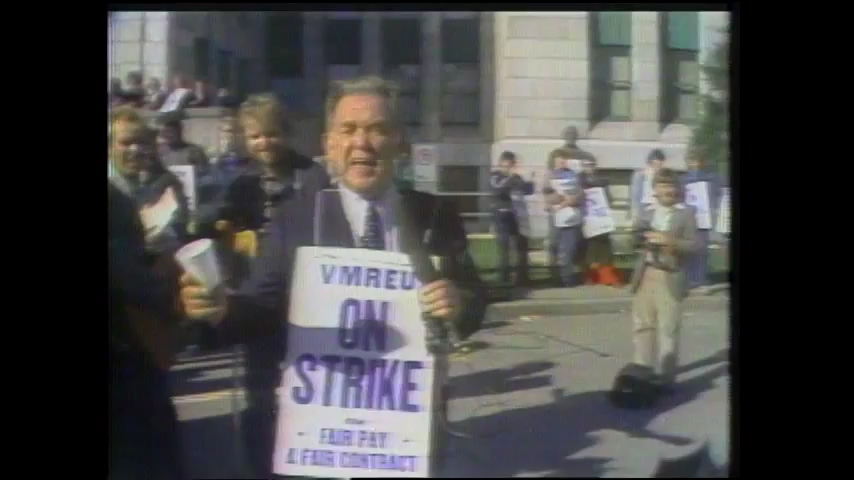 VMREU
ON
STRIKE
FAIR PAY
& FAIR CONTRACT